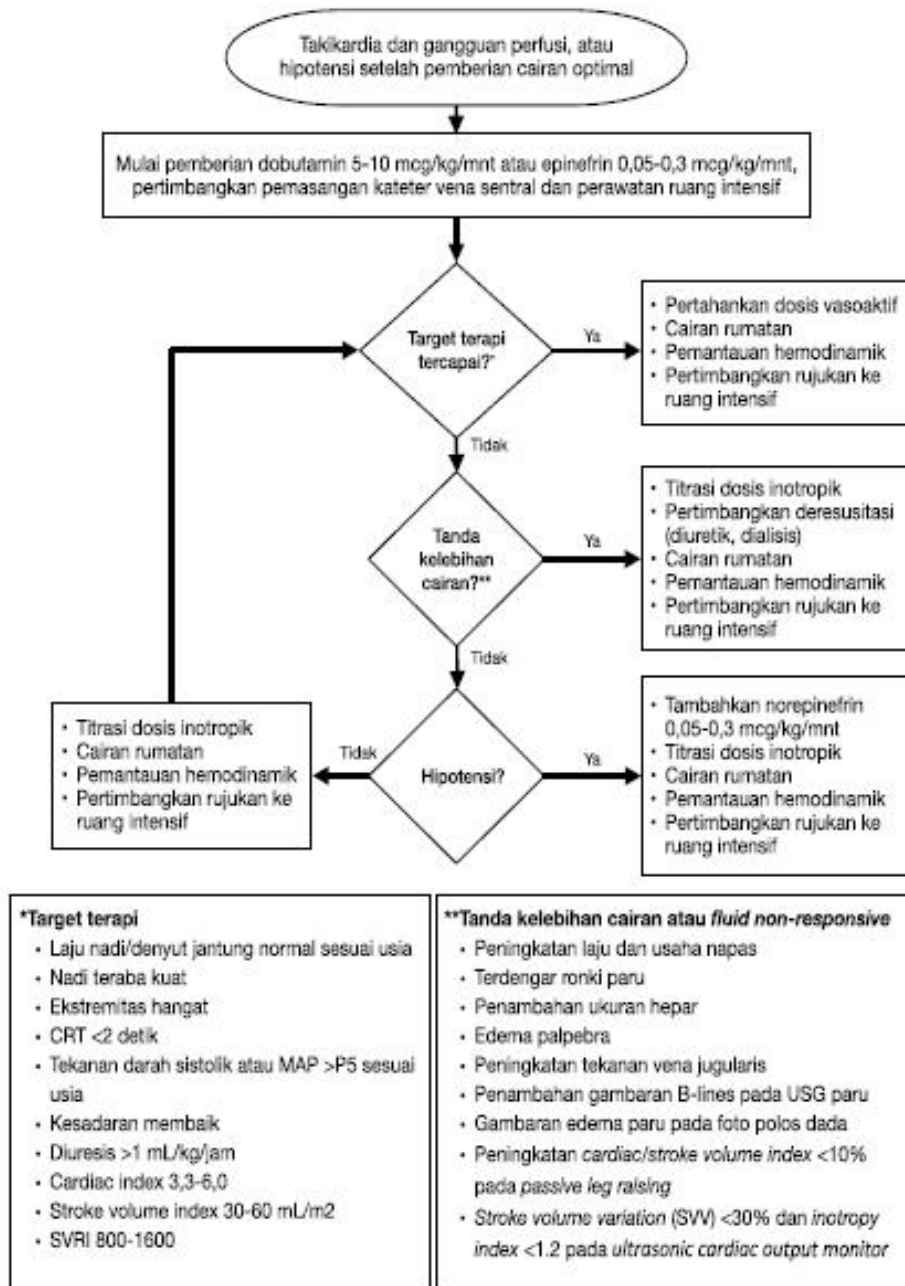 Takikardia dan gangguan perfusi, atau
hipotensi setelah pemberian cairan optimal
Mulai pemberian dobutamin 5-10 mcg/kg/mnt atau epinefrin 0,05-0,3 mcg/kg/mnt,
pertimbangkan pemasangan kateter vena sentral dan perawatan ruang intensif
Target terapi
tercapai?*
Ya
• Pertahankan dosis vasoaktif
• Cairan rumatan
• Pemantauan hemodinamik
• Pertimbangkan rujukan ke
ruang intensif
Tidak
Tanda
kelebihan
cairan?**
Ya
• Titrasi dosis inotropik
• Pertimbangkan deresusitasi
(diuretik, dialisis)
• Cairan rumatan
• Pemantauan hemodinamik
• Pertimbangkan rujukan ke
ruang intensif
Tidak
Hipotensi?
Ya
• Tambahkan norepinefrin
0,05-0,3 mcg/kg/mnt
• Titrasi dosis inotropik
• Cairan rumatan
• Pemantauan hemodinamik
• Pertimbangkan rujukan ke
ruang intensif
Tidak
• Titrasi dosis inotropik
• Cairan rumatan
• Pemantauan hemodinamik
• Pertimbangkan rujukan ke
ruang intensif
*Target terapi
• Laju nadi/denyut jantung normal sesuai usia
• Nadi teraba kuat
• Ekstremitas hangat
• CRT <2 detik
• Tekanan darah sistolik atau MAP >P5 sesuai
usia
• Kesadaran membaik
• Diuresis >1 mL/kg/jam
• Cardiac index 3,3-6,0
• Stroke volume index 30-60 mL/m2
• SVRI 800-1600
**Tanda kelebihan cairan atau fluid non-responsive
• Peningkatan laju dan usaha napas
• Terdengar ronki paru
• Penambahan ukuran hepar
• Edema palpebra
• Peningkatan tekanan vena jugularis
• Penambahan gambaran B-lines pada USG paru
• Gambaran edema paru pada foto polos dada
• Peningkatan cardiac/stroke volume index <10%
pada passive leg raising
• Stroke volume variation (SVV) <30% dan inotropy
index <1.2 pada ultrasonic cardiac output monitor